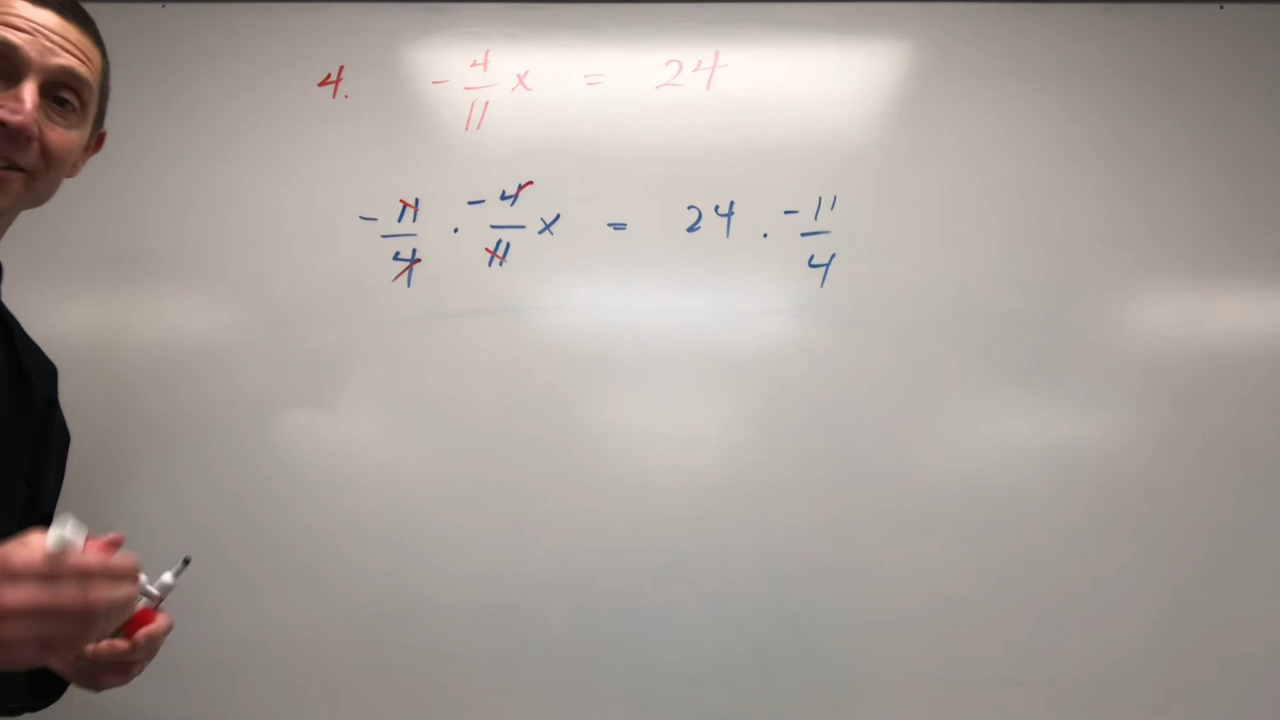 4. -4/11 x = 24
-11/4 · -4/11 x = 24 · -11/4